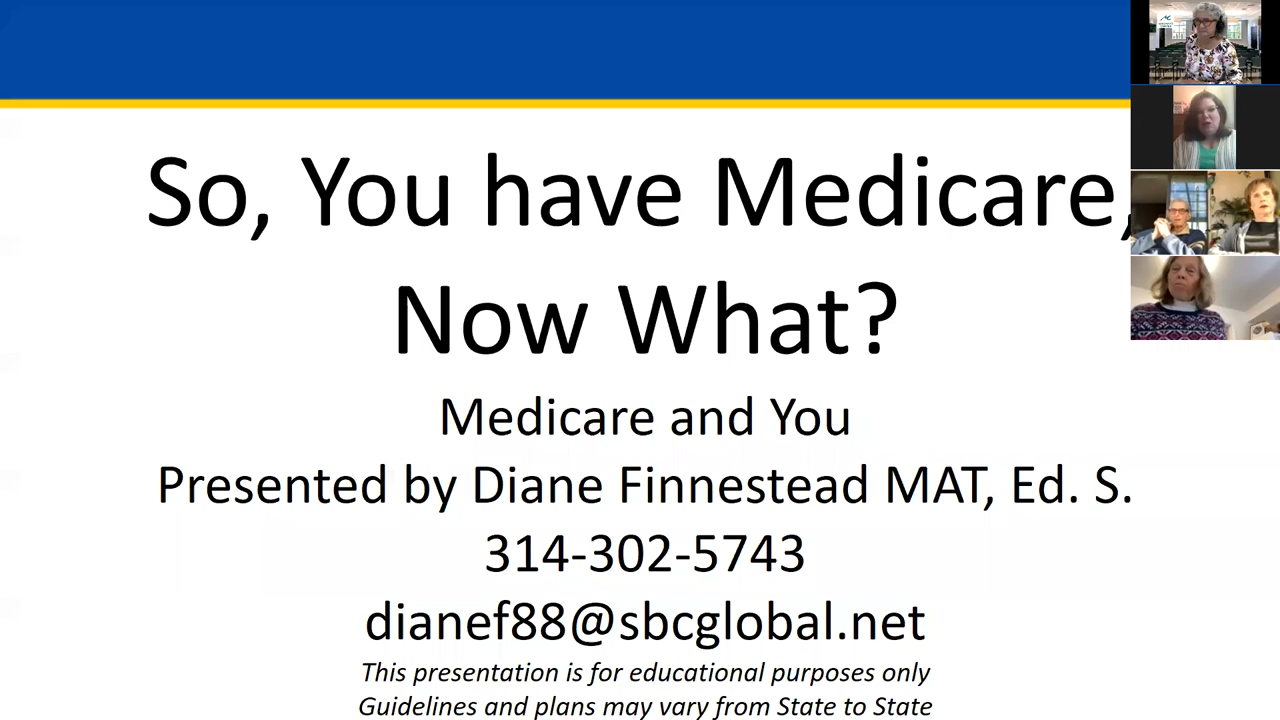 So, You have Medicare,
Now What?
Medicare and You
Presented by Diane Finnestead MAT, Ed. S.
314-302-5743
dianef88@sbcglobal.net
This presentation is for educational purposes only
Guidelines and plans may vary from State to State